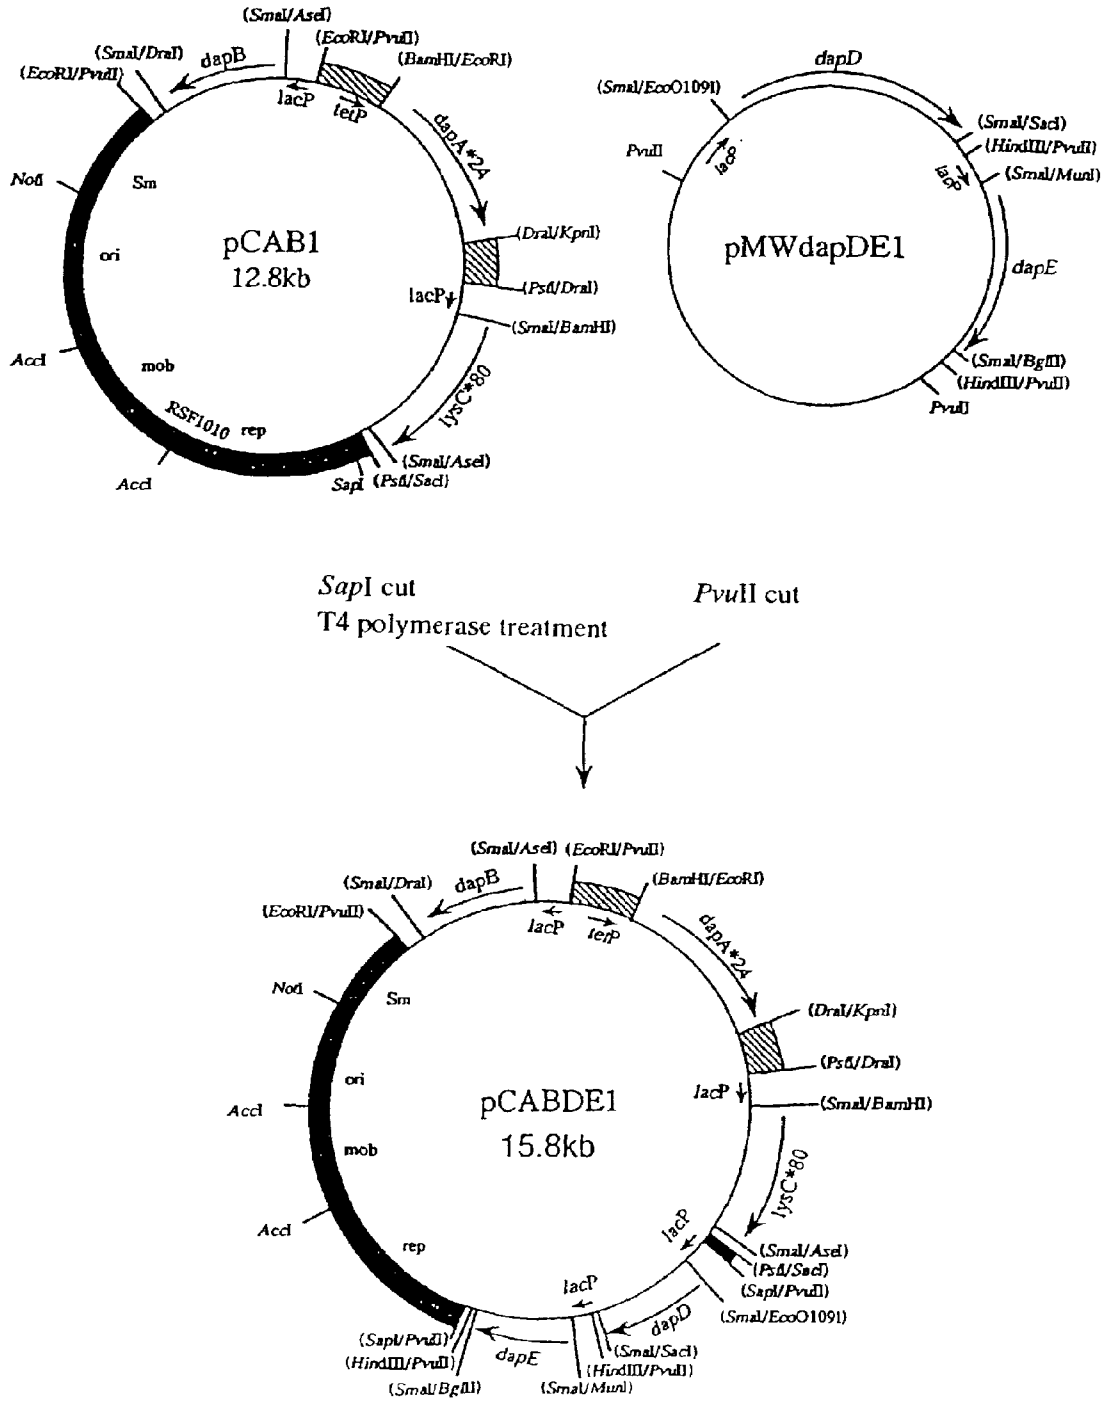 (SmaI/AseI)
(SmaI/DraI)
dapB
(EcoRI/PvuII)
(EcoRI/PvuII)
(BamHI/EcoRI)
lacP
tetP
dapA*24
NotI
Sm
ori
pCAB1
12.8kb
(DraI/KpnI)
(PstI/DraI)
lacP
(SmaI/BamHI)
AccI
mob
lysC*80
RSF1010
rep
AccI
SapI
(PstI/SacI)
(SmaI/AseI)
dapD
(SmaI/EcoO109I)
(SmaI/SacI)
(HindIII/PvuII)
PvuII
lacP
lacP
(SmaI/MunI)
pMWdapDE1
dapE
(SmaI/BglII)
(HindIII/PvuII)
PvuII
SapI cut
T4 polymerase treatment
PvuII cut
(SmaI/AseI)
(EcoRI/PvuII)
(SmaI/DraI)
dapB
(BamHI/EcoRI)
(EcoRI/PvuII)
lacP
tetP
dapA*24
NotI
Sm
(DraI/KpnI)
(PstI/DraI)
ori
AccI
pCABDE1
15.8kb
lacP
(SmaI/BamHI)
mob
lysC*80
AccI
rep
lacP
(SmaI/AseI)
(PstI/SacI)
(SapI/PvuII)
(SmaI/EcoO109I)
lacP
dapD
(SapI/PvuII)
(HindIII/PvuII)
(SmaI/BglII)
dapE
(SmaI/SacI)
(HindIII/PvuII)
(SmaI/MunI)